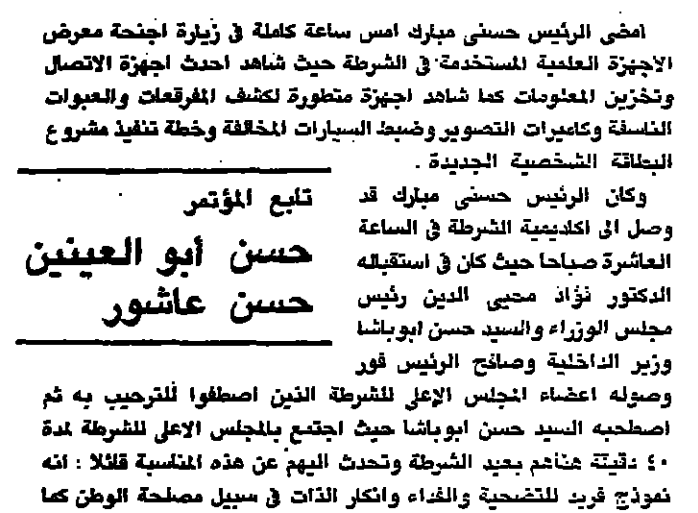 امضى الرئيس حسنى مبارك امس ساعة كاملة فى زيارة اجنحة معرض
الاجهزة العلمية المستخدمة فى الشرطة حيث شاهد احدث اجهزة الاتصال
وتخزين المعلومات كما شاهد اجهزة متطورة لكشف المفرقعات والعبوات
الناسفة وكاميرات التصوير وضبط السيارات المخالفة وخطة تنفيذ مشروع
البطاقة الشخصية الجديدة .
وكان الرئيس حسنى مبارك قد
وصل الى اكاديمية الشرطة فى الساعة
العاشرة صباحا حيث كان فى استقباله
الدكتور فؤاد محيى الدين رئيس
مجلس الوزراء والسيد حسن ابو باشا
وزير الداخلية وصافح الرئيس فور
وصوله اعضاء المجلس الاعلى للشرطة الذين اصطفوا للترحيب به ثم
اصطحبه السيد حسن ابو باشا حيث اجتمع بالمجلس الاعلى للشرطة لمدة
٤٠ دقيقة هنأهم بعيد الشرطة وتحدث اليهم عن هذه المناسبة قائلا : انه
نموذج فريد للتضحية والفداء وانكار الذات فى سبيل مصلحة الوطن كما
تابع المؤتمر
حسن أبو العينين
حسن عاشور